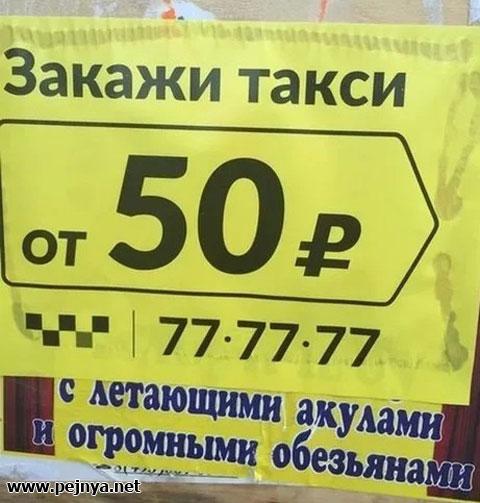 Закажи такси
от 50 ₽
77·77·77
с летающими акулами
и огромными обезьянами
www.pejnya.net